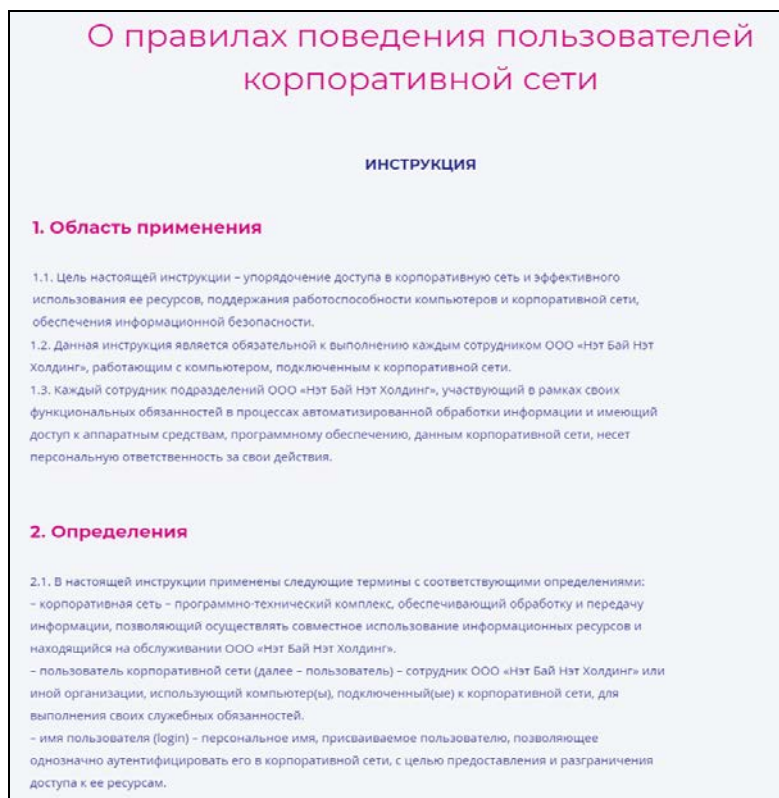 О правилах поведения пользователей
корпоративной сети
ИНСТРУКЦИЯ
1. Область применения
1.1. Цель настоящей инструкции – упорядочение доступа в корпоративную сеть и эффективного
использования ее ресурсов, поддержания работоспособности компьютеров и корпоративной сети,
обеспечения информационной безопасности.
1.2. Данная инструкция является обязательной к выполнению каждым сотрудником ООО «Нэт Бай Нэт
Холдинг», работающим с компьютером, подключенным к корпоративной сети.
1.3. Каждый сотрудник подразделений ООО «Нэт Бай Нэт Холдинг», участвующий в рамках своих
функциональных обязанностей в процессах автоматизированной обработки информации и имеющий
доступ к аппаратным средствам, программному обеспечению, данным корпоративной сети, несет
персональную ответственность за свои действия.
2. Определения
2.1. В настоящей инструкции применены следующие термины с соответствующими определениями:
– корпоративная сеть – программно-технический комплекс, обеспечивающий обработку и передачу
информации, позволяющий осуществлять совместное использование информационных ресурсов и
находящийся на обслуживании ООО «Нэт Бай Нэт Холдинг».
– пользователь корпоративной сети (далее – пользователь) – сотрудник ООО «Нэт Бай Нэт Холдинг» или
иной организации, использующий компьютер(ы), подключенный(ые) к корпоративной сети, для
выполнения своих служебных обязанностей.
– имя пользователя (login) – персональное имя, присваиваемое пользователю, позволяющее
однозначно аутентифицировать его в корпоративной сети, с целью предоставления и разграничения
доступа к ее ресурсам.